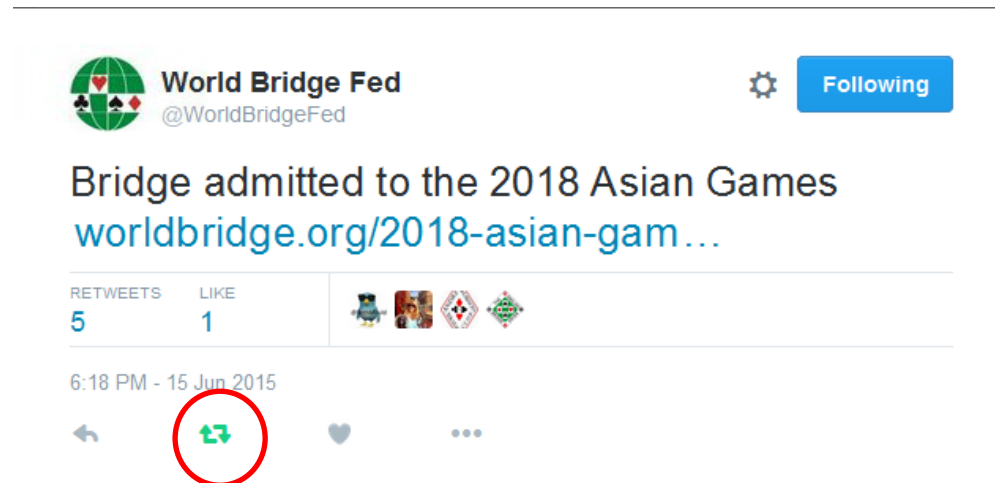 World Bridge Fed
@WorldBridgeFed
Following
Bridge admitted to the 2018 Asian Games
worldbridge.org/2018-asian-gam...
RETWEETS LIKE
5 1
6:18 PM - 15 Jun 2015